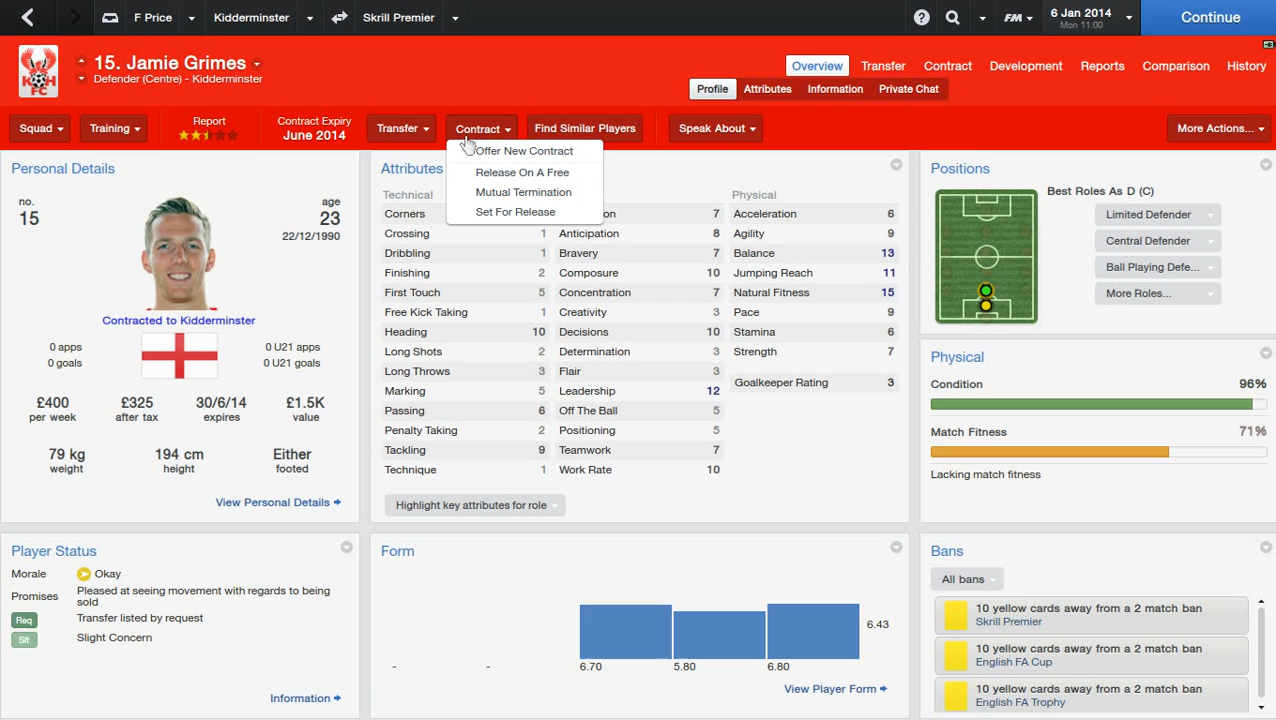 F Price
Kidderminster
Skrill Premier
FM
6 Jan 2014
Mon 11:00
Continue
15. Jamie Grimes
Defender (Centre) - Kidderminster
Overview Transfer Contract Development Reports Comparison History
Profile Attributes Information Private Chat
Squad
Training
Report
Contract Expiry
June 2014
Transfer
Contract
Find Similar Players
Speak About
More Actions...
Offer New Contract
Release On A Free
Mutual Termination
Set For Release
Personal Details
no.
15
age
23
22/12/1990
Contracted to Kidderminster
0 apps
0 goals
0 U21 apps
0 U21 goals
£400
per week
£325
after tax
30/6/14
expires
£1.5K
value
79 kg
weight
194 cm
height
Either
footed
View Personal Details
Attributes
Technical
Corners
Crossing 1
Dribbling 1
Finishing 2
First Touch 5
Free Kick Taking 1
Heading 10
Long Shots 2
Long Throws 3
Marking 5
Passing 6
Penalty Taking 2
Tackling 9
Technique 1
on 7
Anticipation 8
Bravery 7
Composure 10
Concentration 7
Creativity 3
Decisions 10
Determination 3
Flair 3
Leadership 12
Off The Ball 5
Positioning 5
Teamwork 7
Work Rate 10
Physical
Acceleration 6
Agility 9
Balance 13
Jumping Reach 11
Natural Fitness 15
Pace 9
Stamina 6
Strength 7
Goalkeeper Rating 3
Highlight key attributes for role
Positions
Best Roles As D (C)
Limited Defender
Central Defender
Ball Playing Defe...
More Roles...
Physical
Condition 96%
Match Fitness 71%
Lacking match fitness
Player Status
Morale Okay
Promises Pleased at seeing movement with regards to being
sold
Req Transfer listed by request
Slt Slight Concern
Information
Form
- - 6.70 5.80 6.80
6.43
View Player Form
Bans
All bans
10 yellow cards away from a 2 match ban
Skrill Premier
10 yellow cards away from a 2 match ban
English FA Cup
10 yellow cards away from a 2 match ban
English FA Trophy